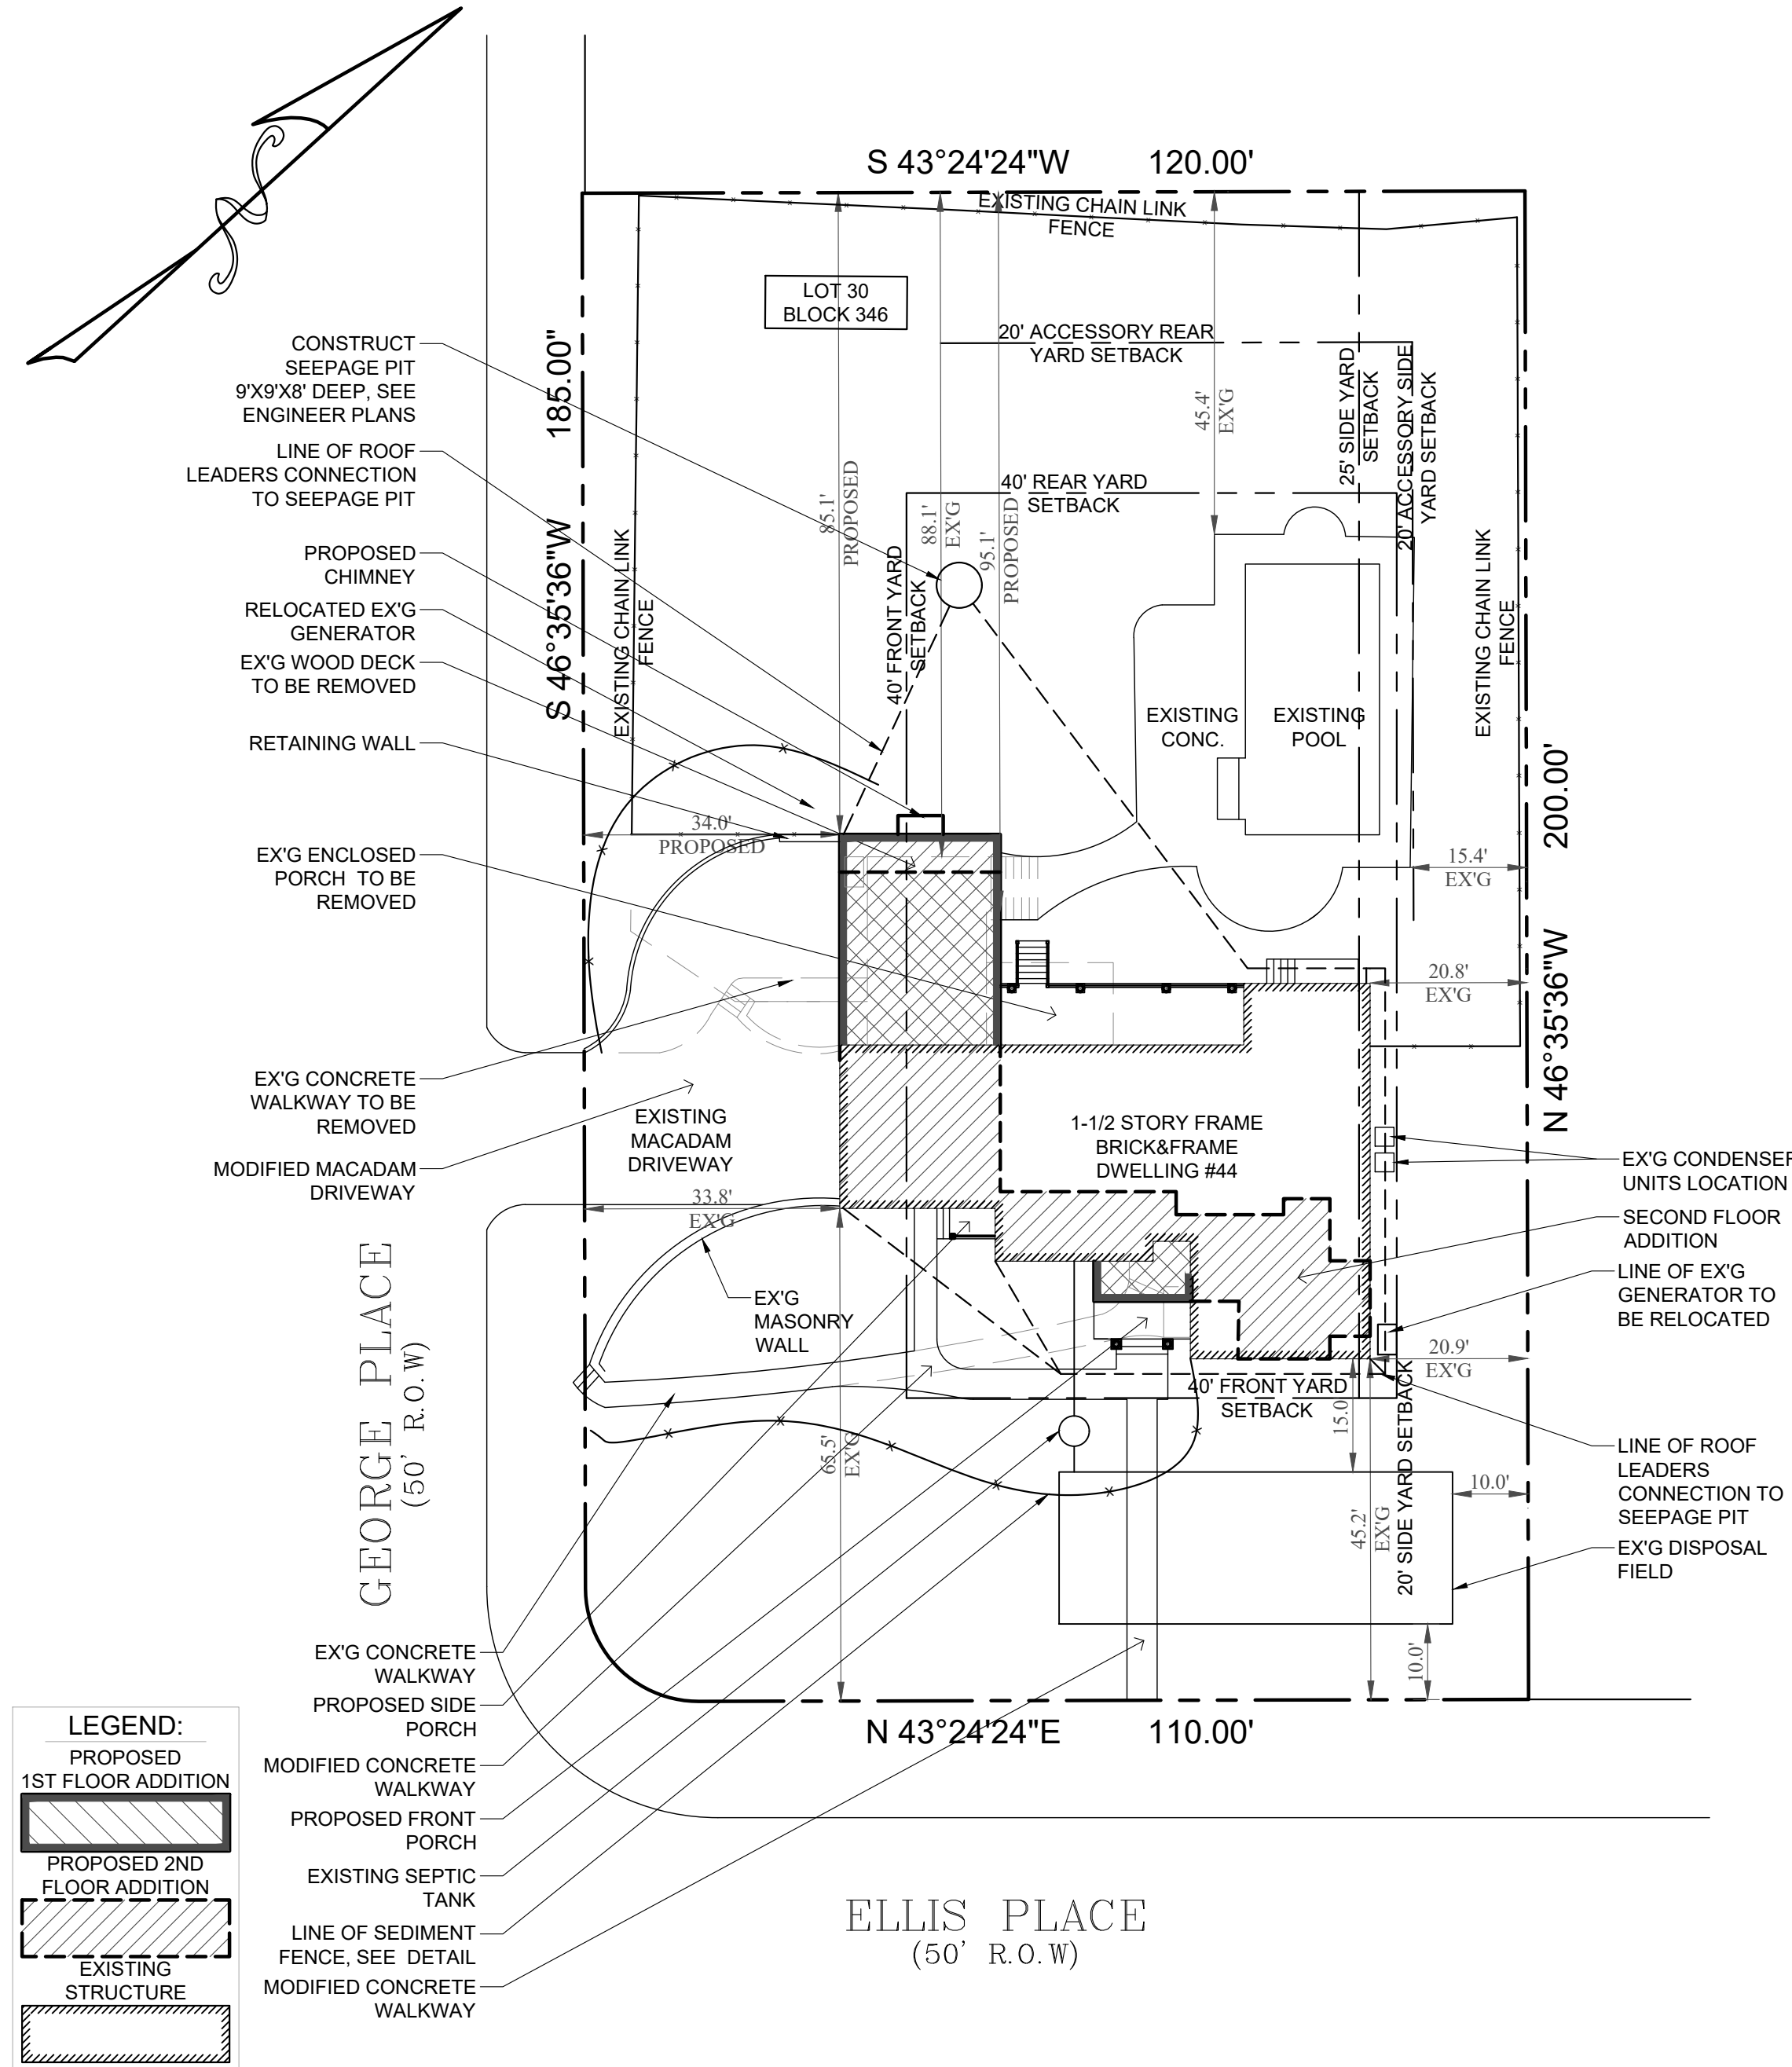 S 43°24'24"W 120.00'
EXISTING CHAIN LINK
FENCE
LOT 30
BLOCK 346
20' ACCESSORY REAR
YARD SETBACK
CONSTRUCT
SEEPAGE PIT
9'X9'X8' DEEP, SEE
ENGINEER PLANS
LINE OF ROOF
LEADERS CONNECTION
TO SEEPAGE PIT
PROPOSED
CHIMNEY
RELOCATED EX'G
GENERATOR
EX'G WOOD DECK
TO BE REMOVED
RETAINING WALL
EX'G ENCLOSED
PORCH TO BE
REMOVED
EX'G CONCRETE
WALKWAY TO BE
REMOVED
MODIFIED MACADAM
DRIVEWAY
S 46°35'36"W 185.00"
EXISTING CHAIN LINK
FENCE
85.1'
PROPOSED
88.1'
EX'G
95.1'
PROPOSED
45.4'
EX'G
25' SIDE YARD
SETBACK
20' ACCESSORY SIDE
YARD SETBACK
40' REAR YARD
SETBACK
40' FRONT YARD
SETBACK
EXISTING CHAIN LINK
FENCE
EXISTING
CONC.
EXISTING
POOL
N 46°35'36"W 200.00'
34.0'
PROPOSED
15.4'
EX'G
20.8'
EX'G
EXISTING
MACADAM
DRIVEWAY
1-1/2 STORY FRAME
BRICK&FRAME
DWELLING #44
33.8'
EX'G
EX'G
MASONRY
WALL
EX'G CONDENSER
UNITS LOCATION
SECOND FLOOR
ADDITION
LINE OF EX'G
GENERATOR TO
BE RELOCATED
20.9'
EX'G
40' FRONT YARD
SETBACK
15.0'
20' SIDE YARD SETBACK
65.5'
EX'G
45.2'
EX'G
10.0'
10.0'
LINE OF ROOF
LEADERS
CONNECTION TO
SEEPAGE PIT
EX'G DISPOSAL
FIELD
GEORGE PLACE
(50' R.O.W)
EX'G CONCRETE
WALKWAY
PROPOSED SIDE
PORCH
MODIFIED CONCRETE
WALKWAY
PROPOSED FRONT
PORCH
EXISTING SEPTIC
TANK
LINE OF SEDIMENT
FENCE, SEE DETAIL
MODIFIED CONCRETE
WALKWAY
N 43°24'24"E 110.00'
ELLIS PLACE
(50' R.O.W)
LEGEND:
PROPOSED
1ST FLOOR ADDITION
PROPOSED 2ND
FLOOR ADDITION
EXISTING
STRUCTURE